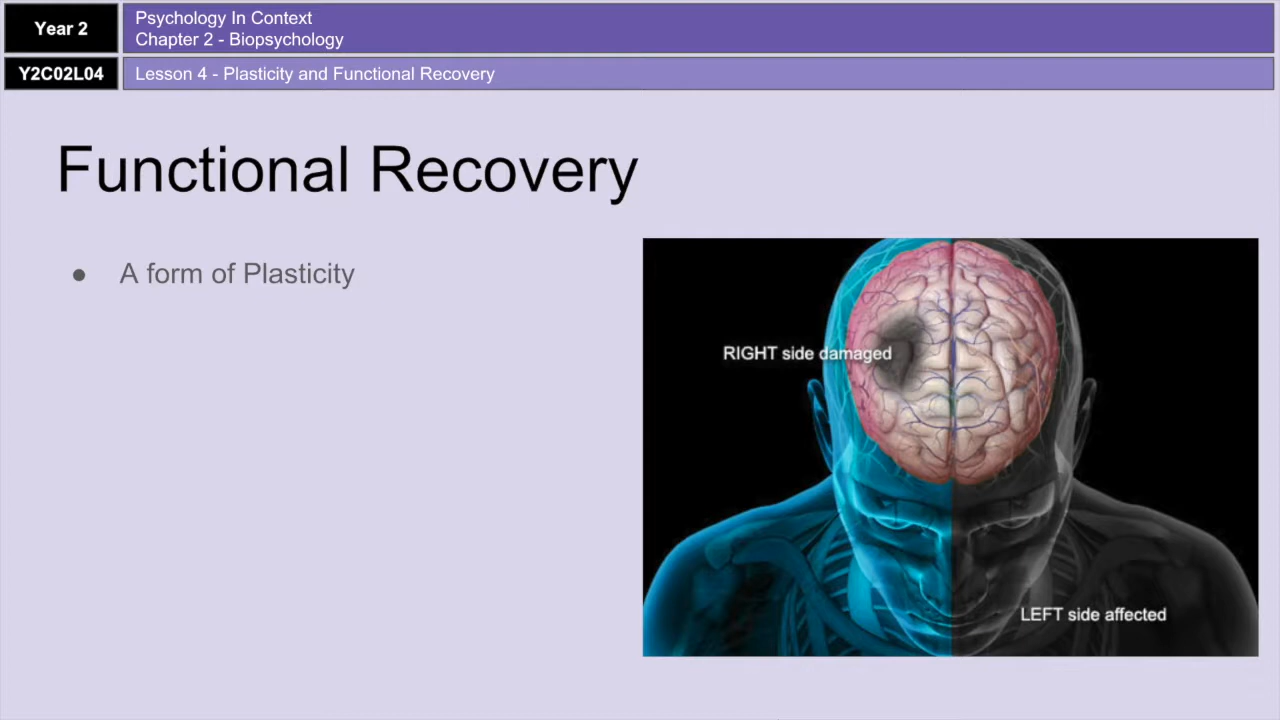 Year 2
Psychology In Context
Chapter 2 - Biopsychology
Y2C02L04
Lesson 4 - Plasticity and Functional Recovery
Functional Recovery
● A form of Plasticity
RIGHT side damaged
LEFT side affected